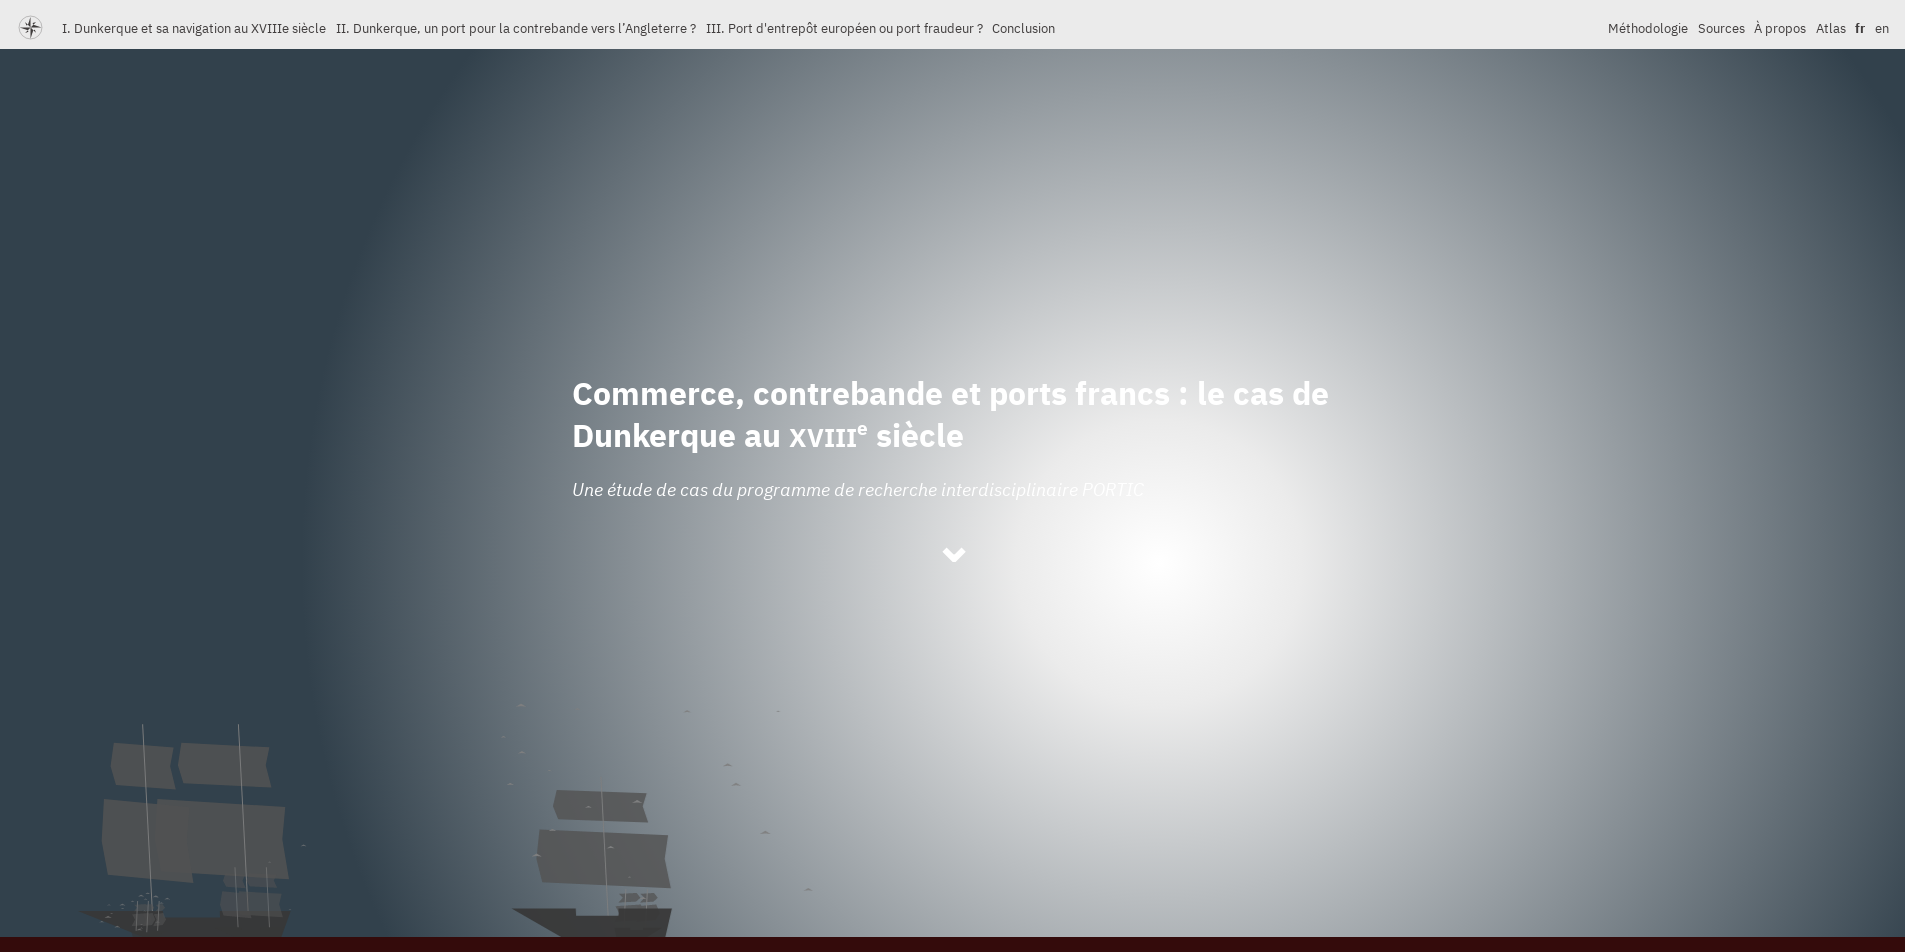 I. Dunkerque et sa navigation au XVIIIe siècle II. Dunkerque, un port pour la contrebande vers l’Angleterre ? III. Port d'entrepôt européen ou port fraudeur ? Conclusion Méthodologie Sources À propos Atlas fr en
Commerce, contrebande et ports francs : le cas de
Dunkerque au XVIIIe siècle
Une étude de cas du programme de recherche interdisciplinaire PORTIC